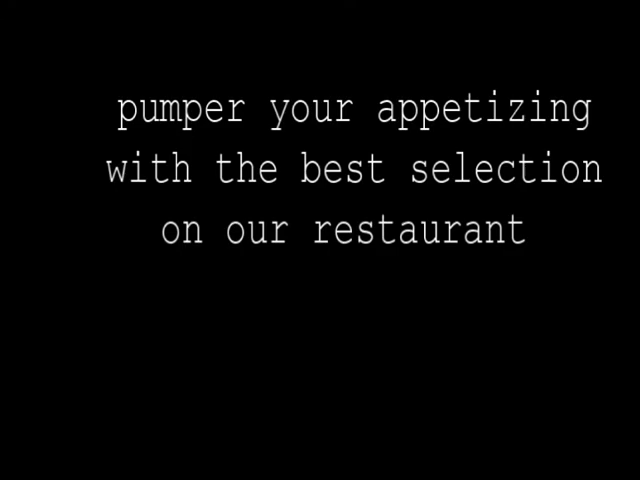 pumper your appetizing
with the best selection
on our restaurant